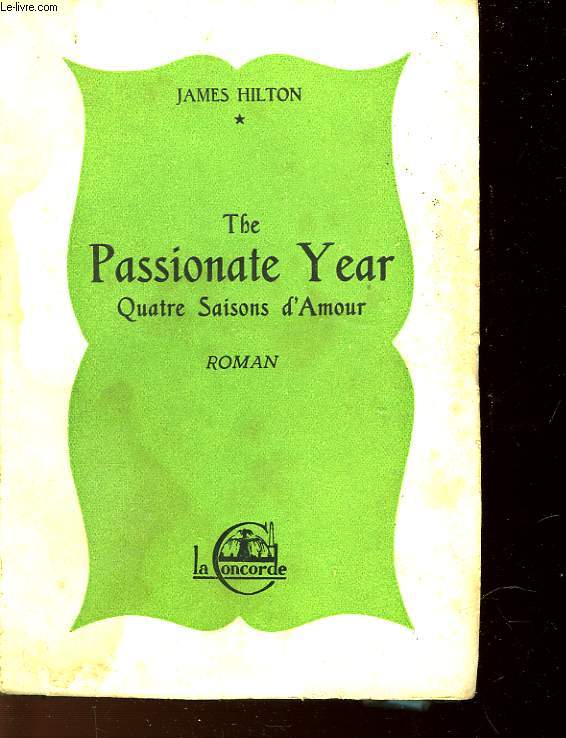 Le-livre.com
JAMES HILTON
★
The
Passionate Year
Quatre Saisons d'Amour
ROMAN
la Concorde